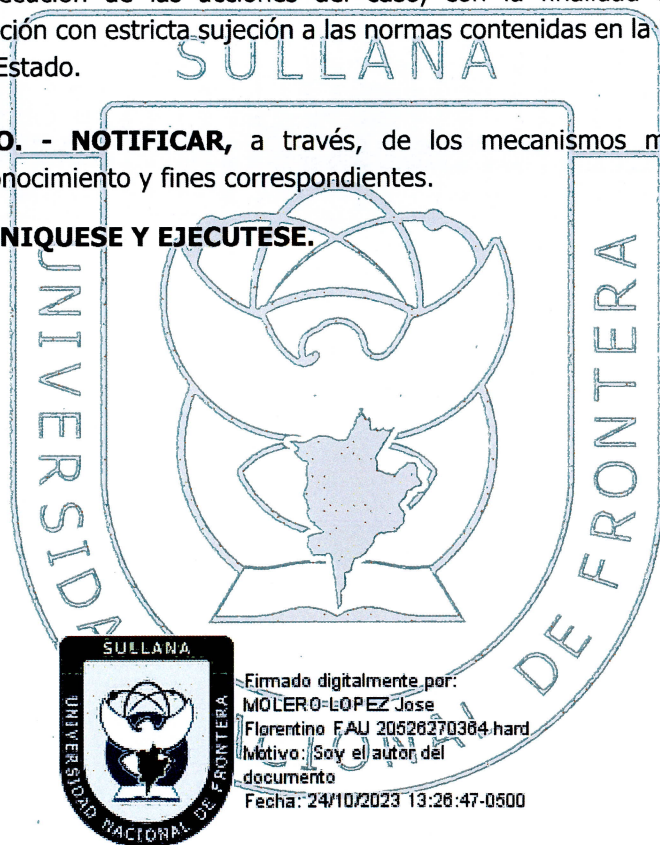 ecución de las acciones del caso, con la finalidad
ción con estricta sujeción a las normas contenidas en la
Estado.
SULLANA
O. - NOTIFICAR, a través, de los mecanismos m
nocimiento y fines correspondientes.
NIQUESE Y EJECUTESE.
UNIVERSIDA
CIONAL DE FRONTERA
SULLANA
UNIVERSIDAD NACIONAL DE FRONTERA
Firmado digitalmente por:
MOLERO LOPEZ Jose
Florentino FAU 20526270364 hard
Motivo: Soy el autor del
documento
Fecha: 24/10/2023 13:26:47-0500